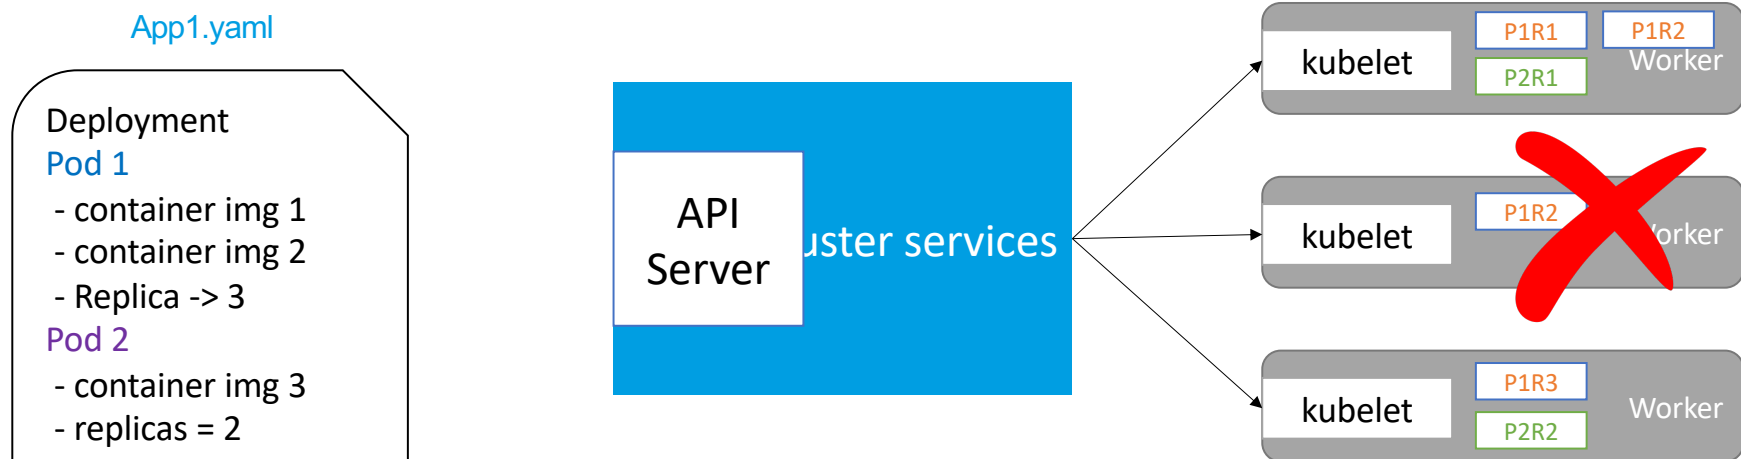 App1.yaml
Deployment
Pod 1
- container img 1
- container img 2
- Replica -> 3
Pod 2
- container img 3
- replicas = 2
API
Server
uster services
kubelet
P1R1
P1R2
P2R1
Worker
kubelet
P1R2
orker
kubelet
P1R3
P2R2
Worker